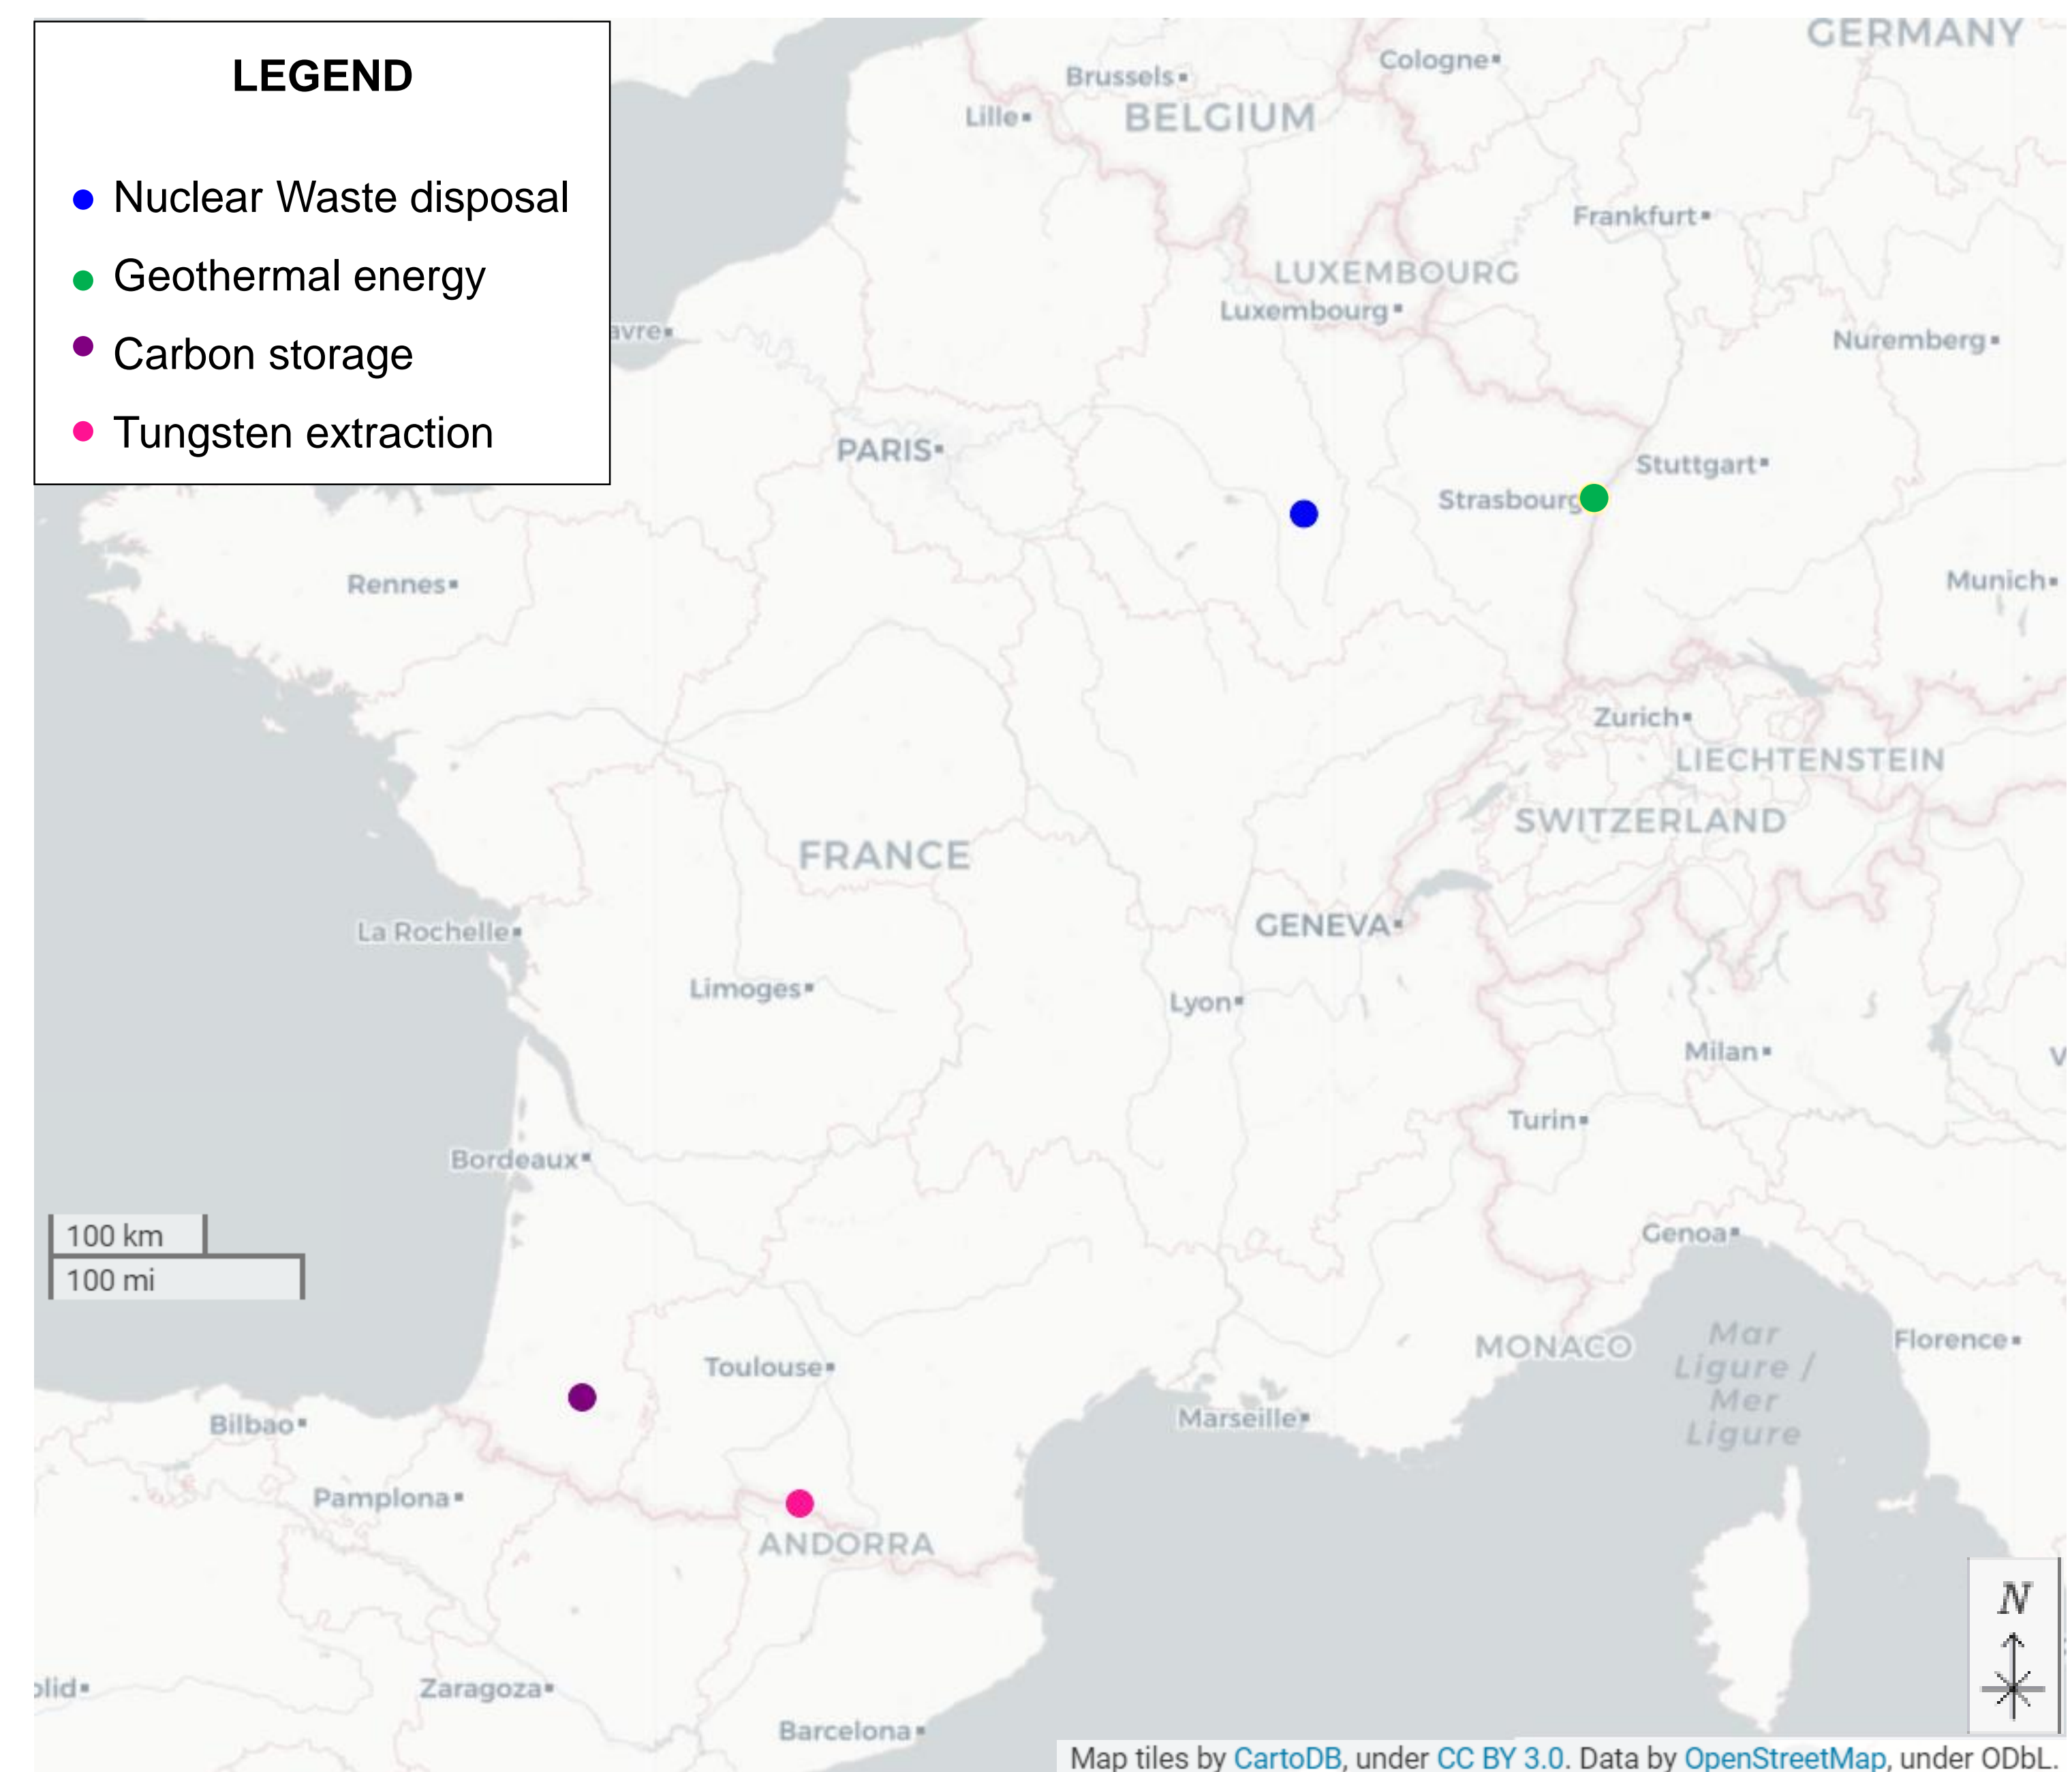 LEGEND
Nuclear Waste disposal
Geothermal energy
Carbon storage
Tungsten extraction
GERMANY
Cologne
Brussels
BELGIUM
Lille
Frankfurt
LUXEMBOURG
Luxembourg
avre
Nuremberg
PARIS
Stuttgart
Strasbourg
Munich
Rennes
Zurich
LIECHTENSTEIN
SWITZERLAND
FRANCE
GENEVA
La Rochelle
Limoges
Lyon
Milan
V
Turin
Bordeaux
100 km
100 mi
Genoa
Mar
Ligure /
Mer
Ligure
MONACO
Florence
Toulouse
Marseille
Bilbao
Pamplona
ANDORRA
N
olid
Zaragoza
Barcelona
Map tiles by CartoDB, under CC BY 3.0. Data by OpenStreetMap, under ODbL.